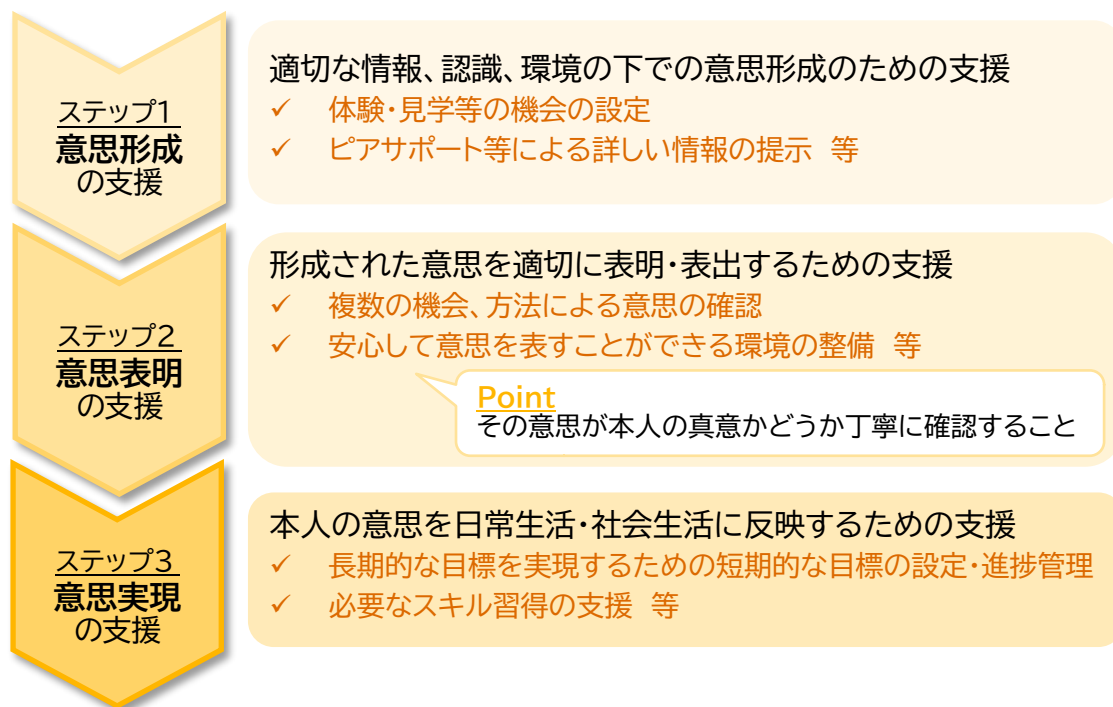 ステップ1
意思形成
の支援
適切な情報、認識、環境の下での意思形成のための支援
✓ 体験・見学等の機会の設定
✓ ピアサポート等による詳しい情報の提示 等
ステップ2
意思表明
の支援
形成された意思を適切に表明・表出するための支援
✓ 複数の機会、方法による意思の確認
✓ 安心して意思を表すことができる環境の整備 等
Point
その意思が本人の真意かどうか丁寧に確認すること
ステップ3
意思実現
の支援
本人の意思を日常生活・社会生活に反映するための支援
✓ 長期的な目標を実現するための短期的な目標の設定・進捗管理
✓ 必要なスキル習得の支援 等